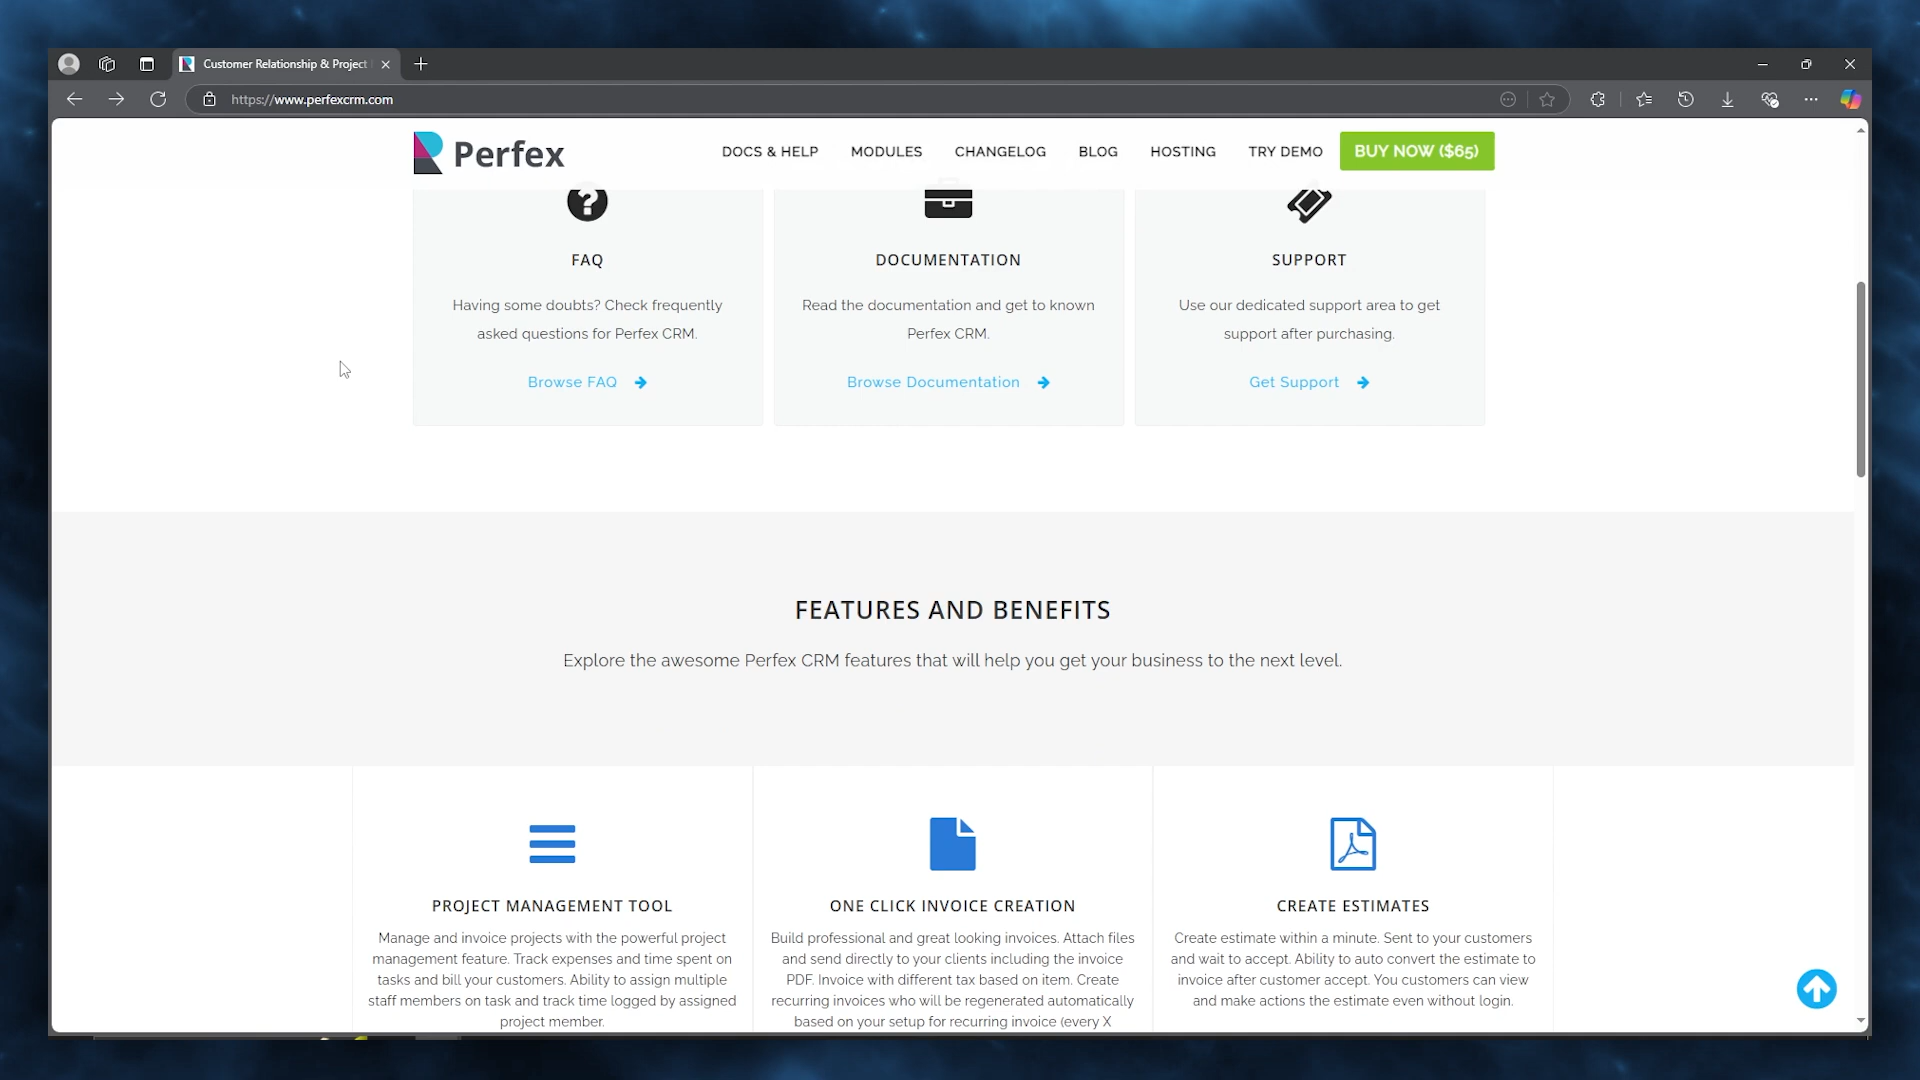 Customer Relationship & Project
https://www.perfexcrm.com
Perfex
DOCS & HELP
MODULES
CHANGELOG
BLOG
HOSTING
TRY DEMO
BUY NOW ($65)
FAQ
Having some doubts? Check frequently
asked questions for Perfex CRM.
Browse FAQ
DOCUMENTATION
Read the documentation and get to known
Perfex CRM.
Browse Documentation
SUPPORT
Use our dedicated support area to get
support after purchasing.
Get Support
FEATURES AND BENEFITS
Explore the awesome Perfex CRM features that will help you get your business to the next level.
PROJECT MANAGEMENT TOOL
Manage and invoice projects with the powerful project
management feature. Track expenses and time spent on
tasks and bill your customers. Ability to assign multiple
staff members on task and track time logged by assigned
project member.
ONE CLICK INVOICE CREATION
Build professional and great looking invoices. Attach files
and send directly to your clients including the invoice
PDF. Invoice with different tax based on item. Create
recurring invoices who will be regenerated automatically
based on your setup for recurring invoice (every X
CREATE ESTIMATES
Create estimate within a minute. Sent to your customers
and wait to accept. Ability to auto convert the estimate to
invoice after customer accept. You customers can view
and make actions the estimate even without login.